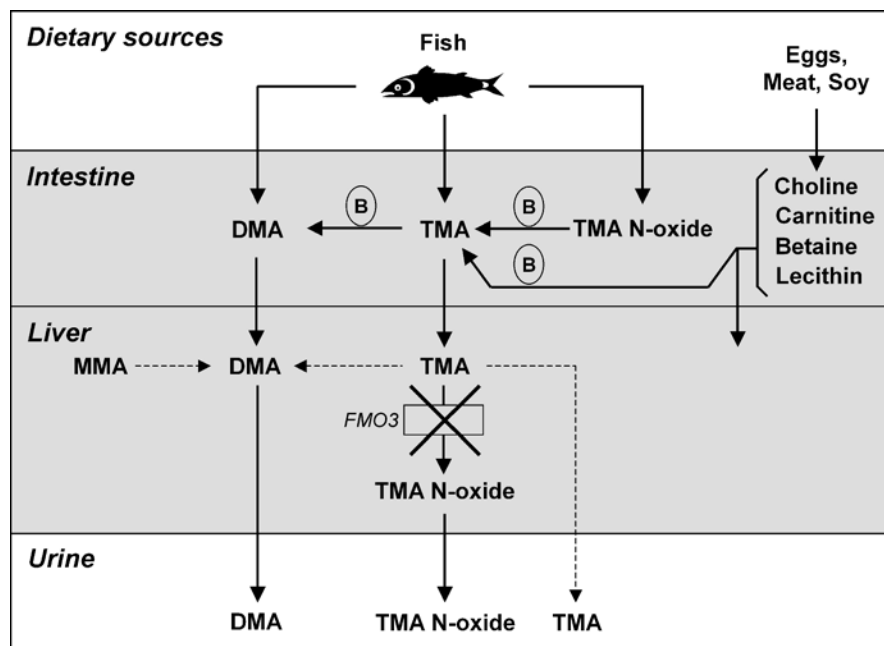 Dietary sources
Fish
Eggs,
Meat, Soy
Intestine
Choline
Carnitine
Betaine
Lecithin
B
B
DMA
TMA
TMA N-oxide
B
Liver
MMA
DMA
TMA
FMO3
TMA N-oxide
Urine
DMA
TMA N-oxide
TMA